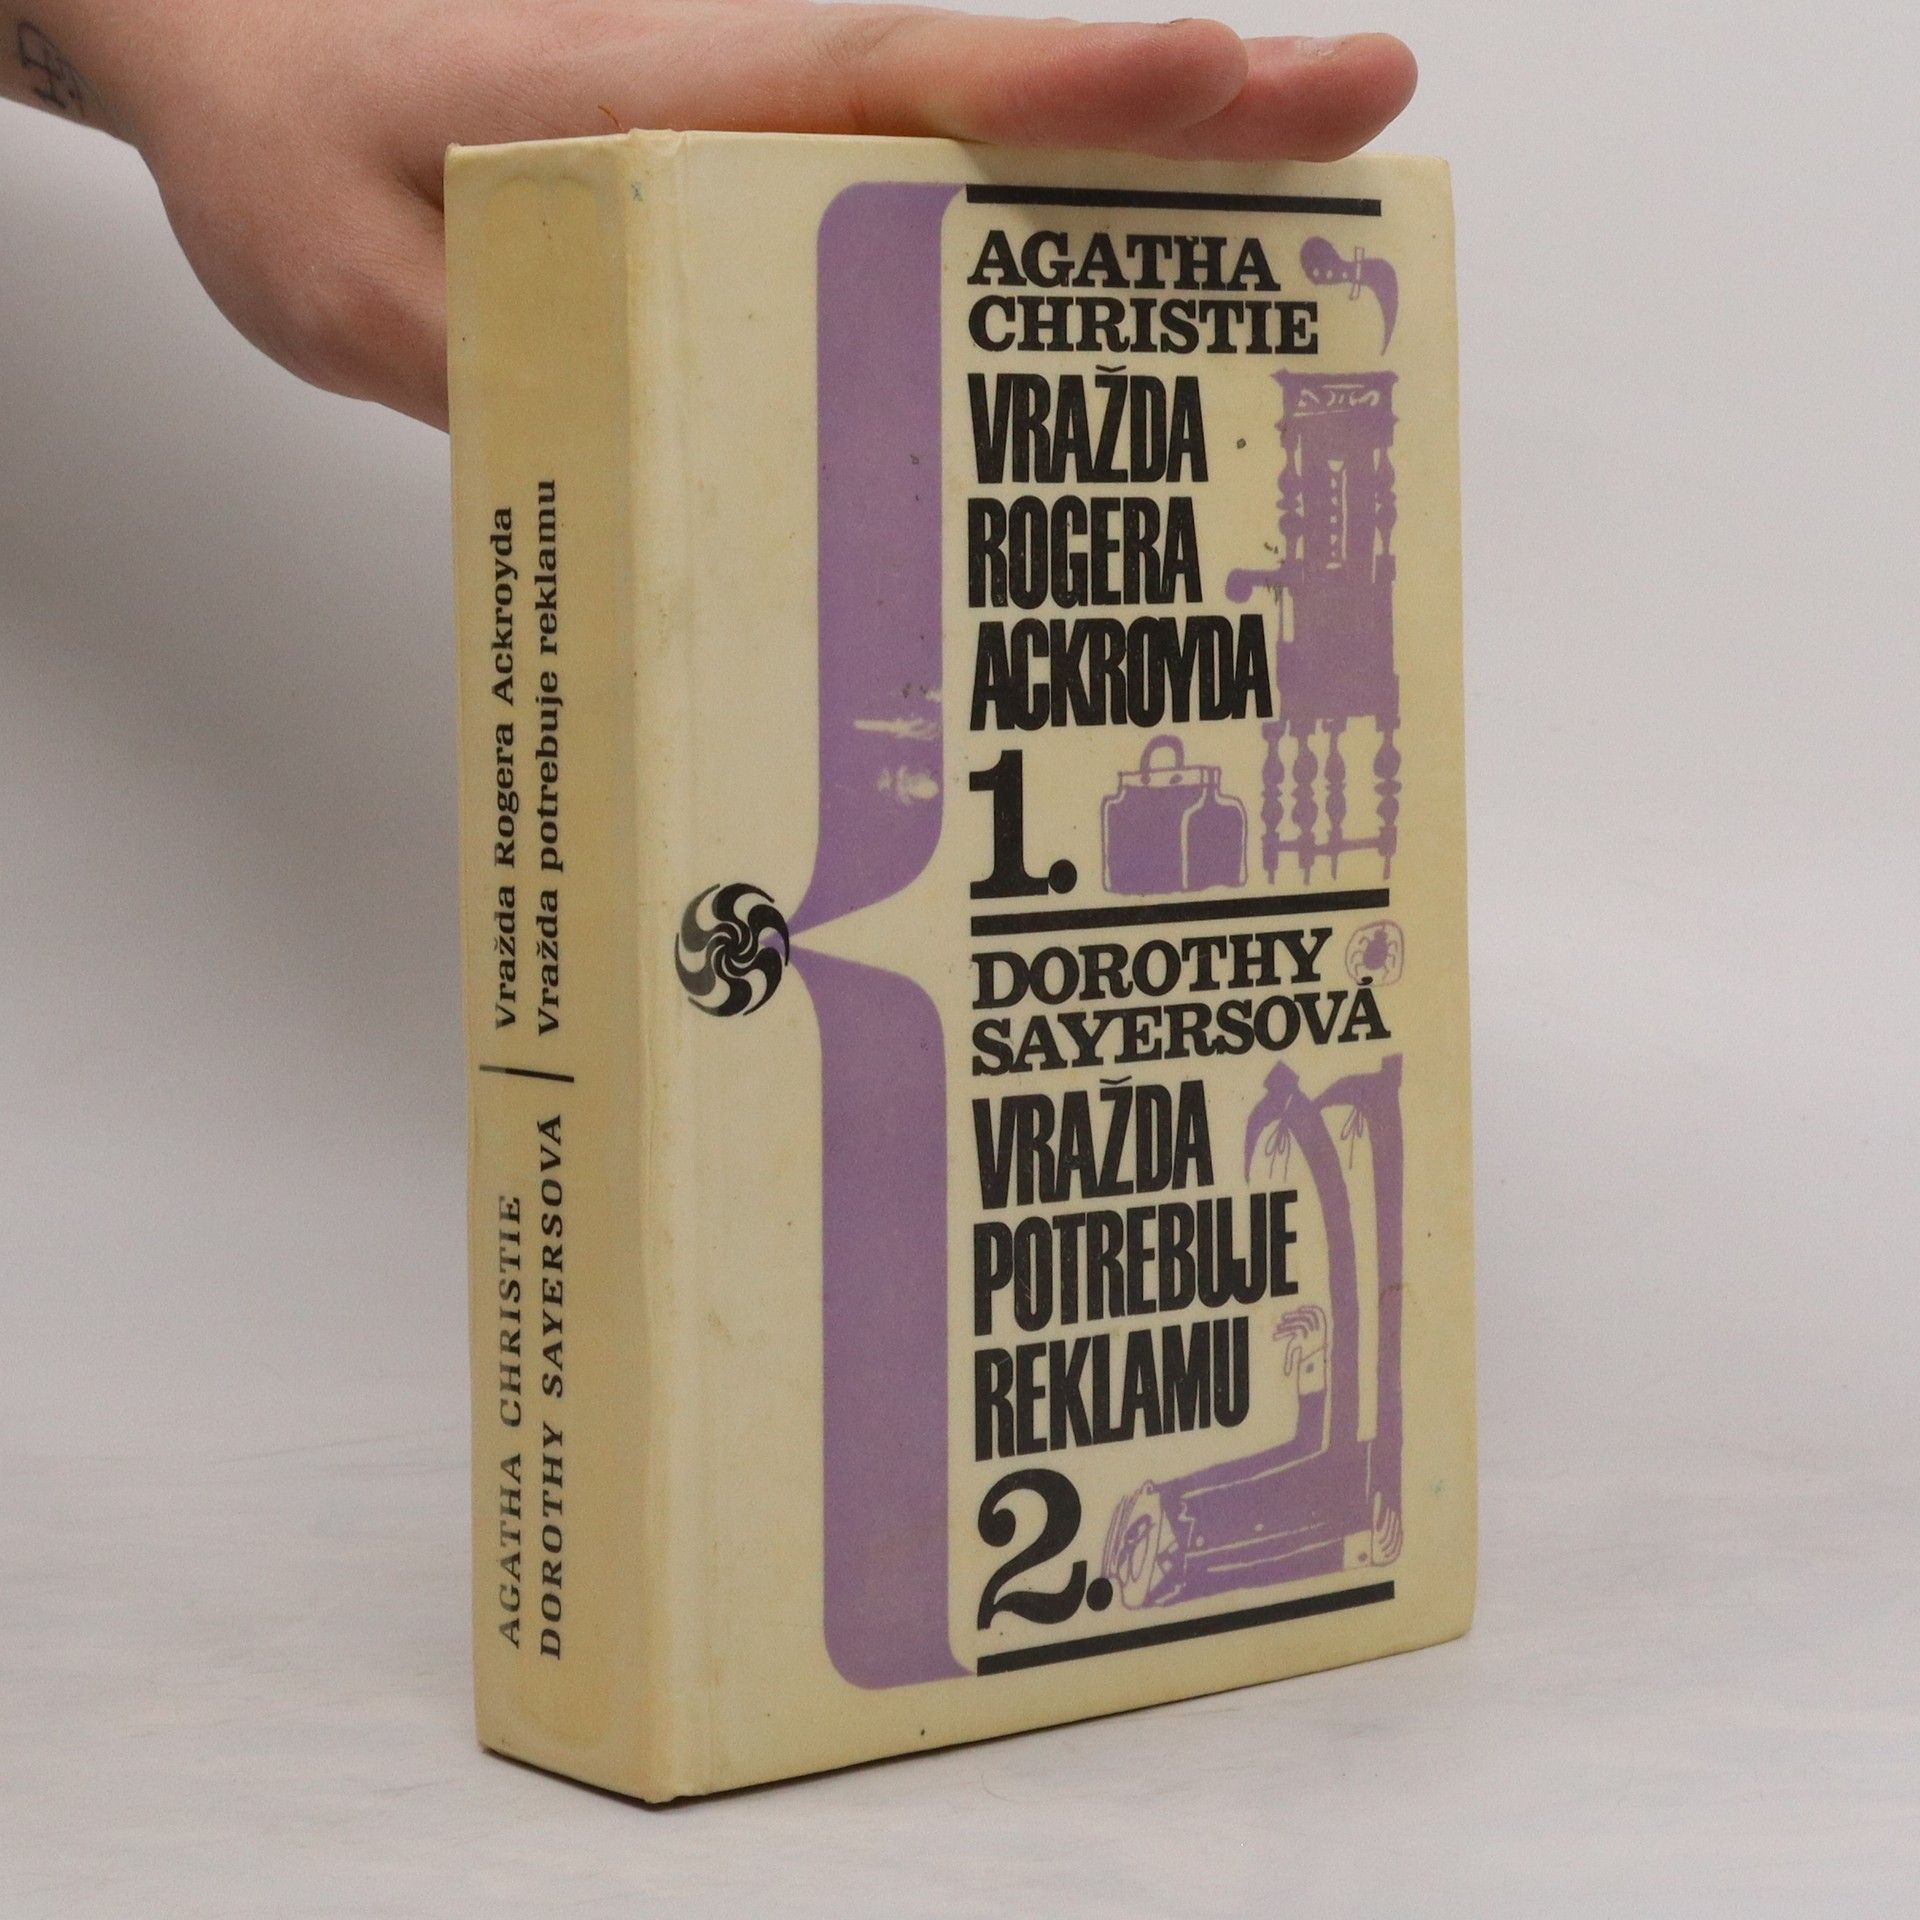 AGATHA CHRISTIE | Vražda Rogera Ackroyda
DOROTHY SAYERSOVÁ | Vražda potrebuje reklamu
AGATHA
CHRISTIE
VRAŽDA
ROGERA
ACKROYDA
1.
DOROTHY
SAYERSOVÁ
VRAŽDA
POTREBUJE
REKLAMU
2.